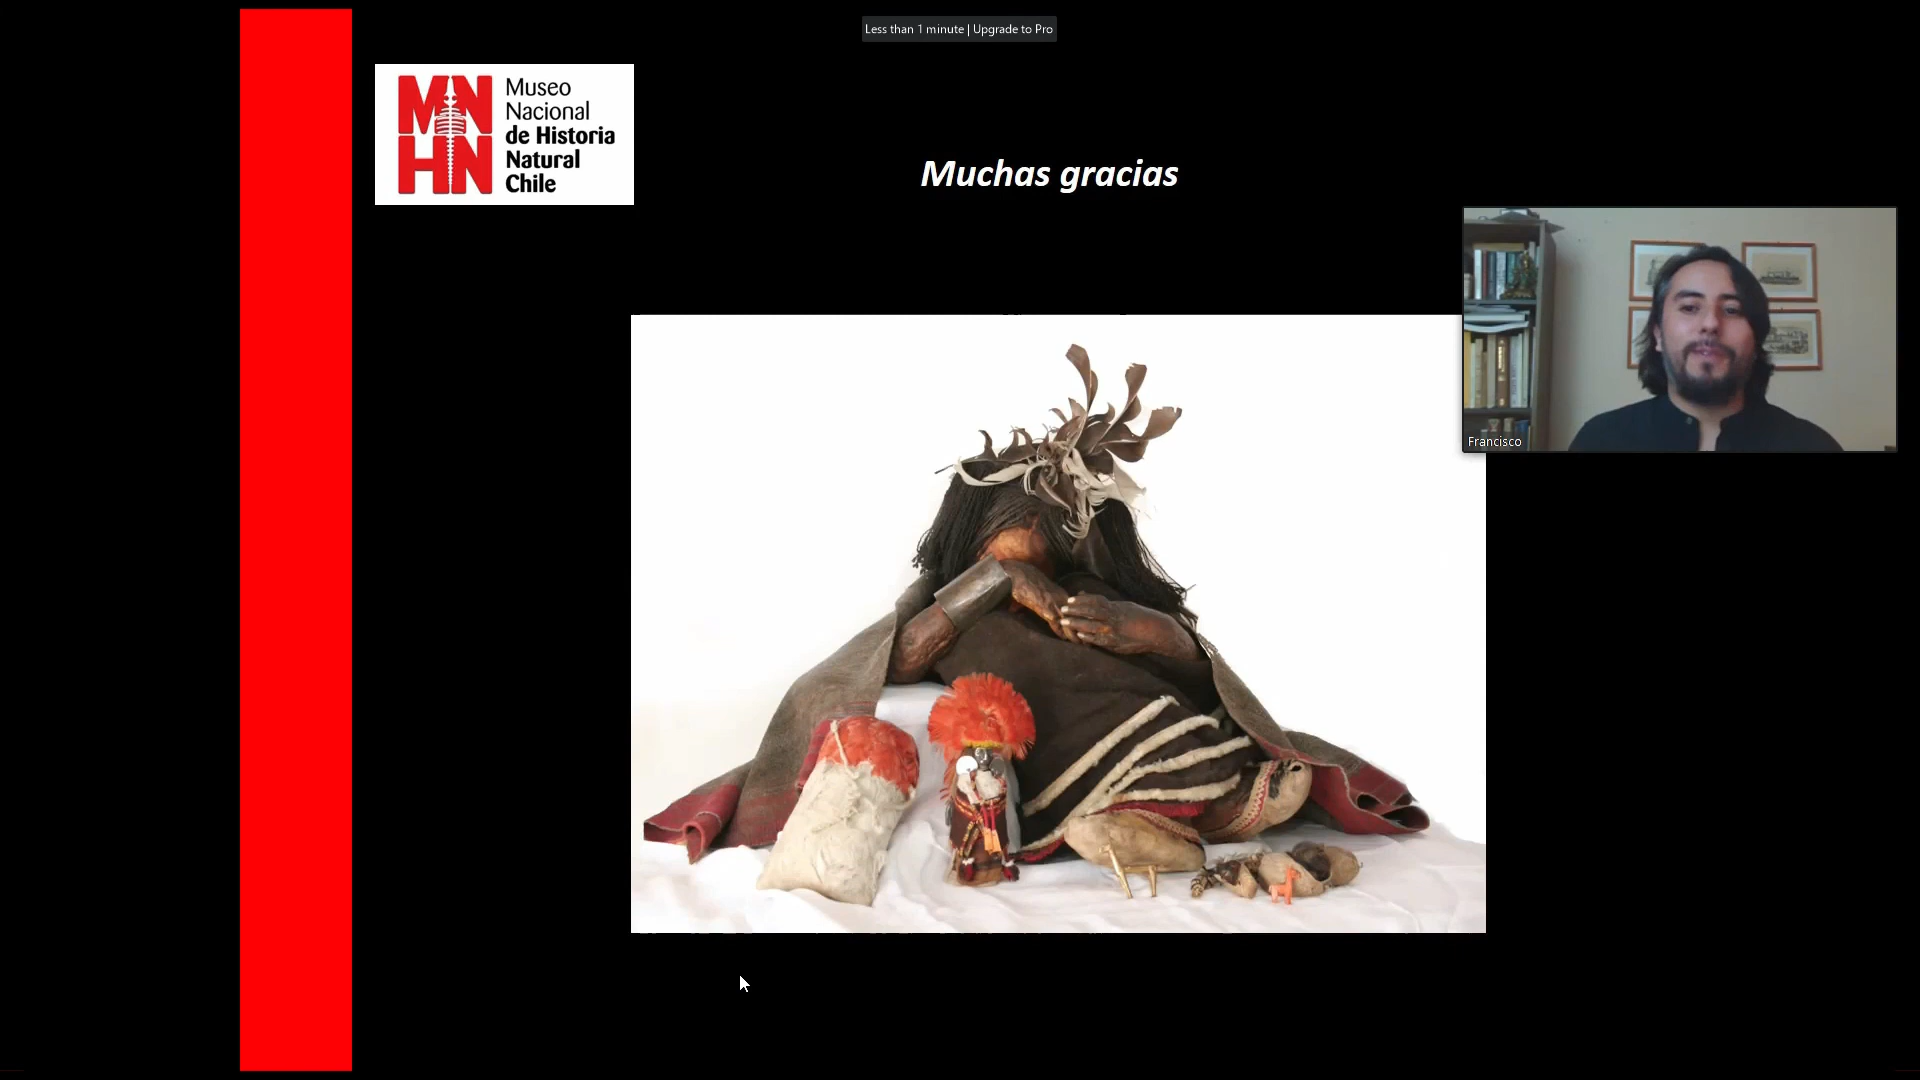 Less than 1 minute | Upgrade to Pro
MN
HN
Museo
Nacional
de Historia
Natural
Chile
Muchas gracias
Francisco